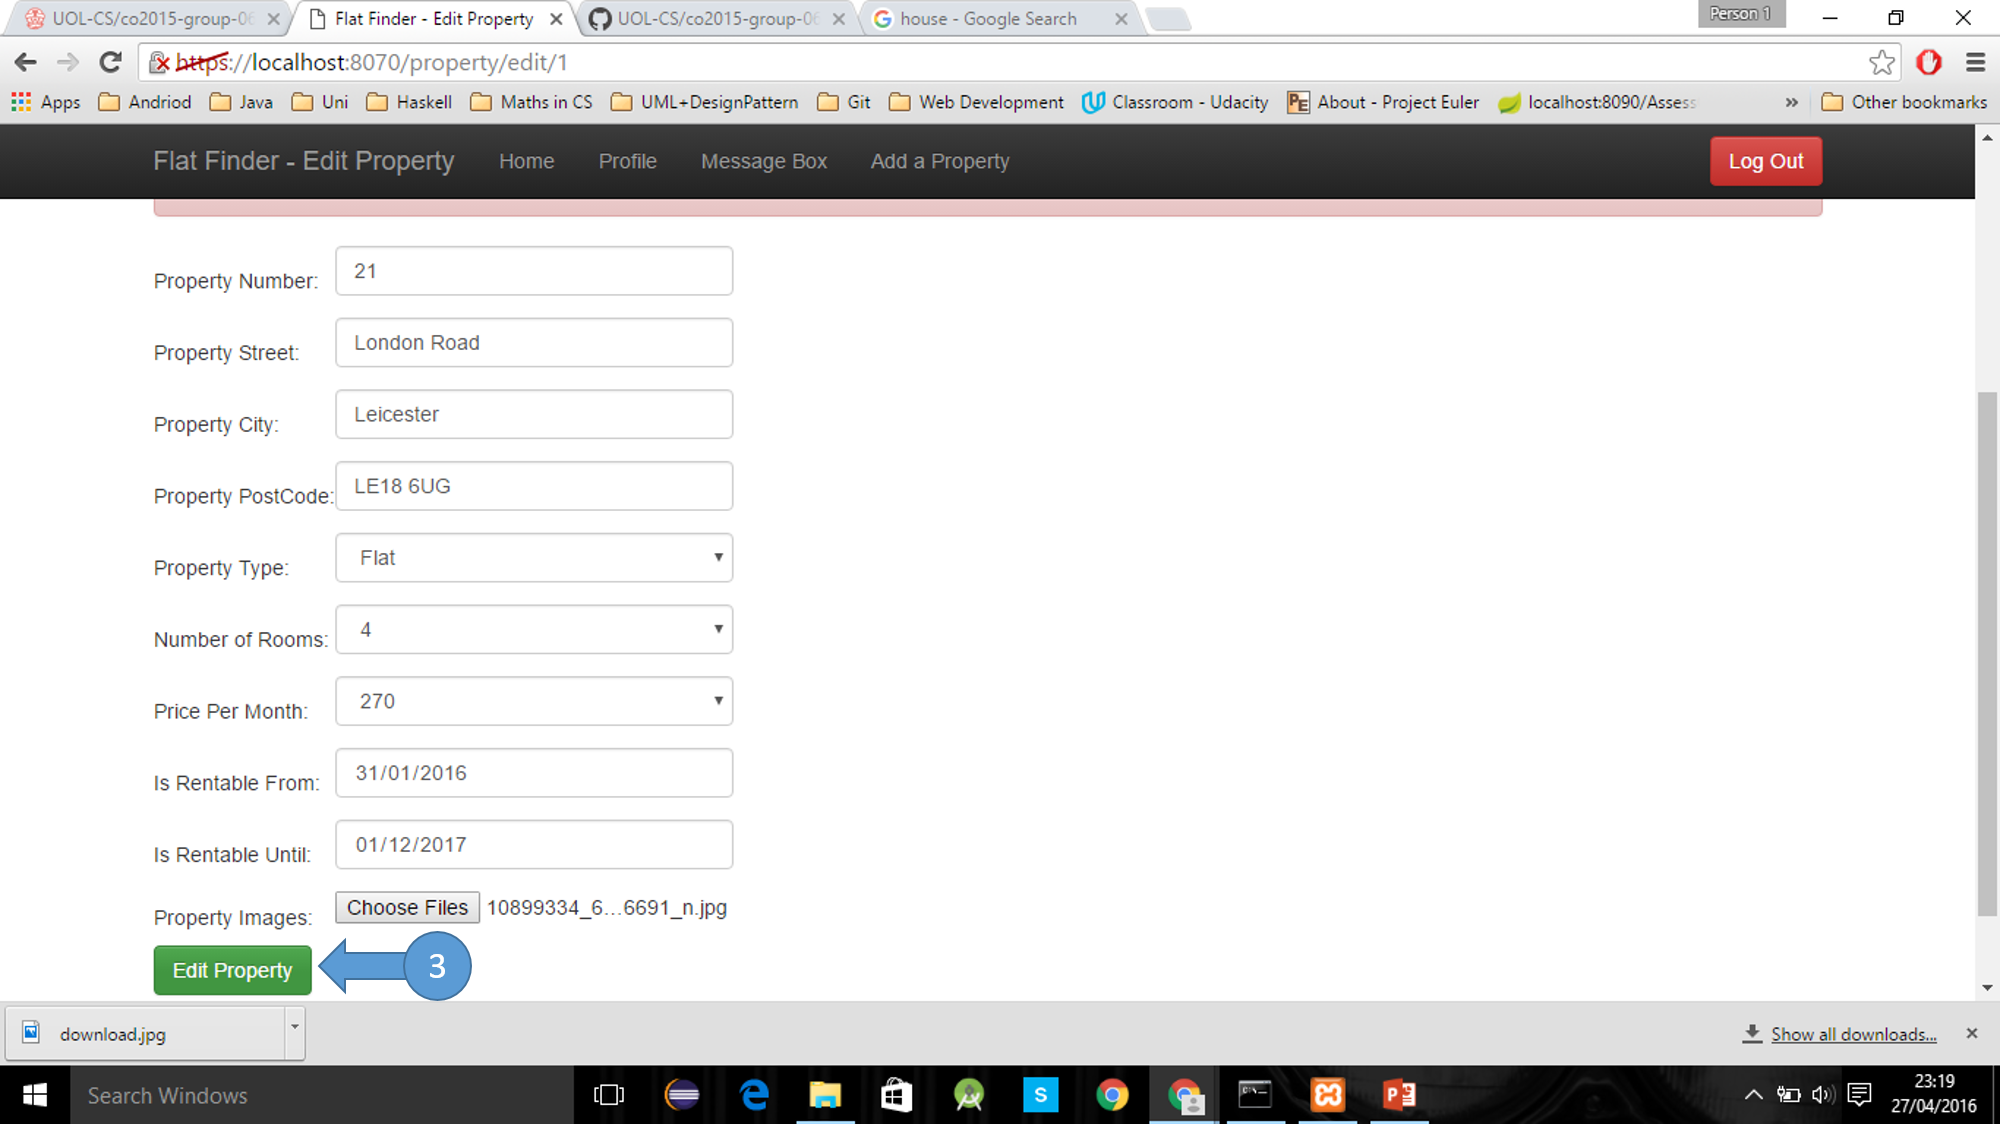 UOL-CS/co2015-group-06
Flat Finder - Edit Property
UOL-CS/co2015-group-06
house - Google Search
Person 1
https://localhost:8070/property/edit/1
Apps
Andriod
Java
Uni
Haskell
Maths in CS
UML+DesignPattern
Git
Web Development
Classroom - Udacity
PE
About - Project Euler
localhost:8090/Assess
»
Other bookmarks
Flat Finder - Edit Property
Home
Profile
Message Box
Add a Property
Log Out
Property Number: 21
Property Street: London Road
Property City: Leicester
Property PostCode: LE18 6UG
Property Type: Flat
Number of Rooms: 4
Price Per Month: 270
Is Rentable From: 31/01/2016
Is Rentable Until: 01/12/2017
Property Images: Choose Files 10899334_6...6691_n.jpg
Edit Property
3
download.jpg
Show all downloads...
Search Windows
23:19
27/04/2016